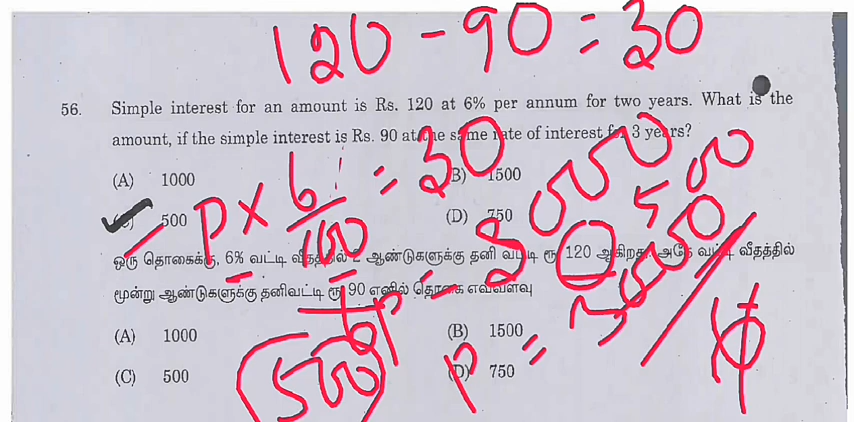 120 - 90 = 30
56. Simple interest for an amount is Rs. 120 at 6% per annum for two years. What is the
amount, if the simple interest is Rs. 90 at the same rate of interest for 3 years?
(A) 1000 (B) 1500
P × 6/100 = 30
500 (D) 750
ஒரு தொகைக்கு, 6% வட்டி வீதத்தில் 2 ஆண்டுகளுக்கு தனி வட்டி ரூ 120 ஆகிறது. அதே வட்டி வீதத்தில்
மூன்று ஆண்டுகளுக்கு தனிவட்டி ரூ 90 எனில் தொகை எவ்வளவு
(A) 1000 (B) 1500
(C) 500 (D) 750
500